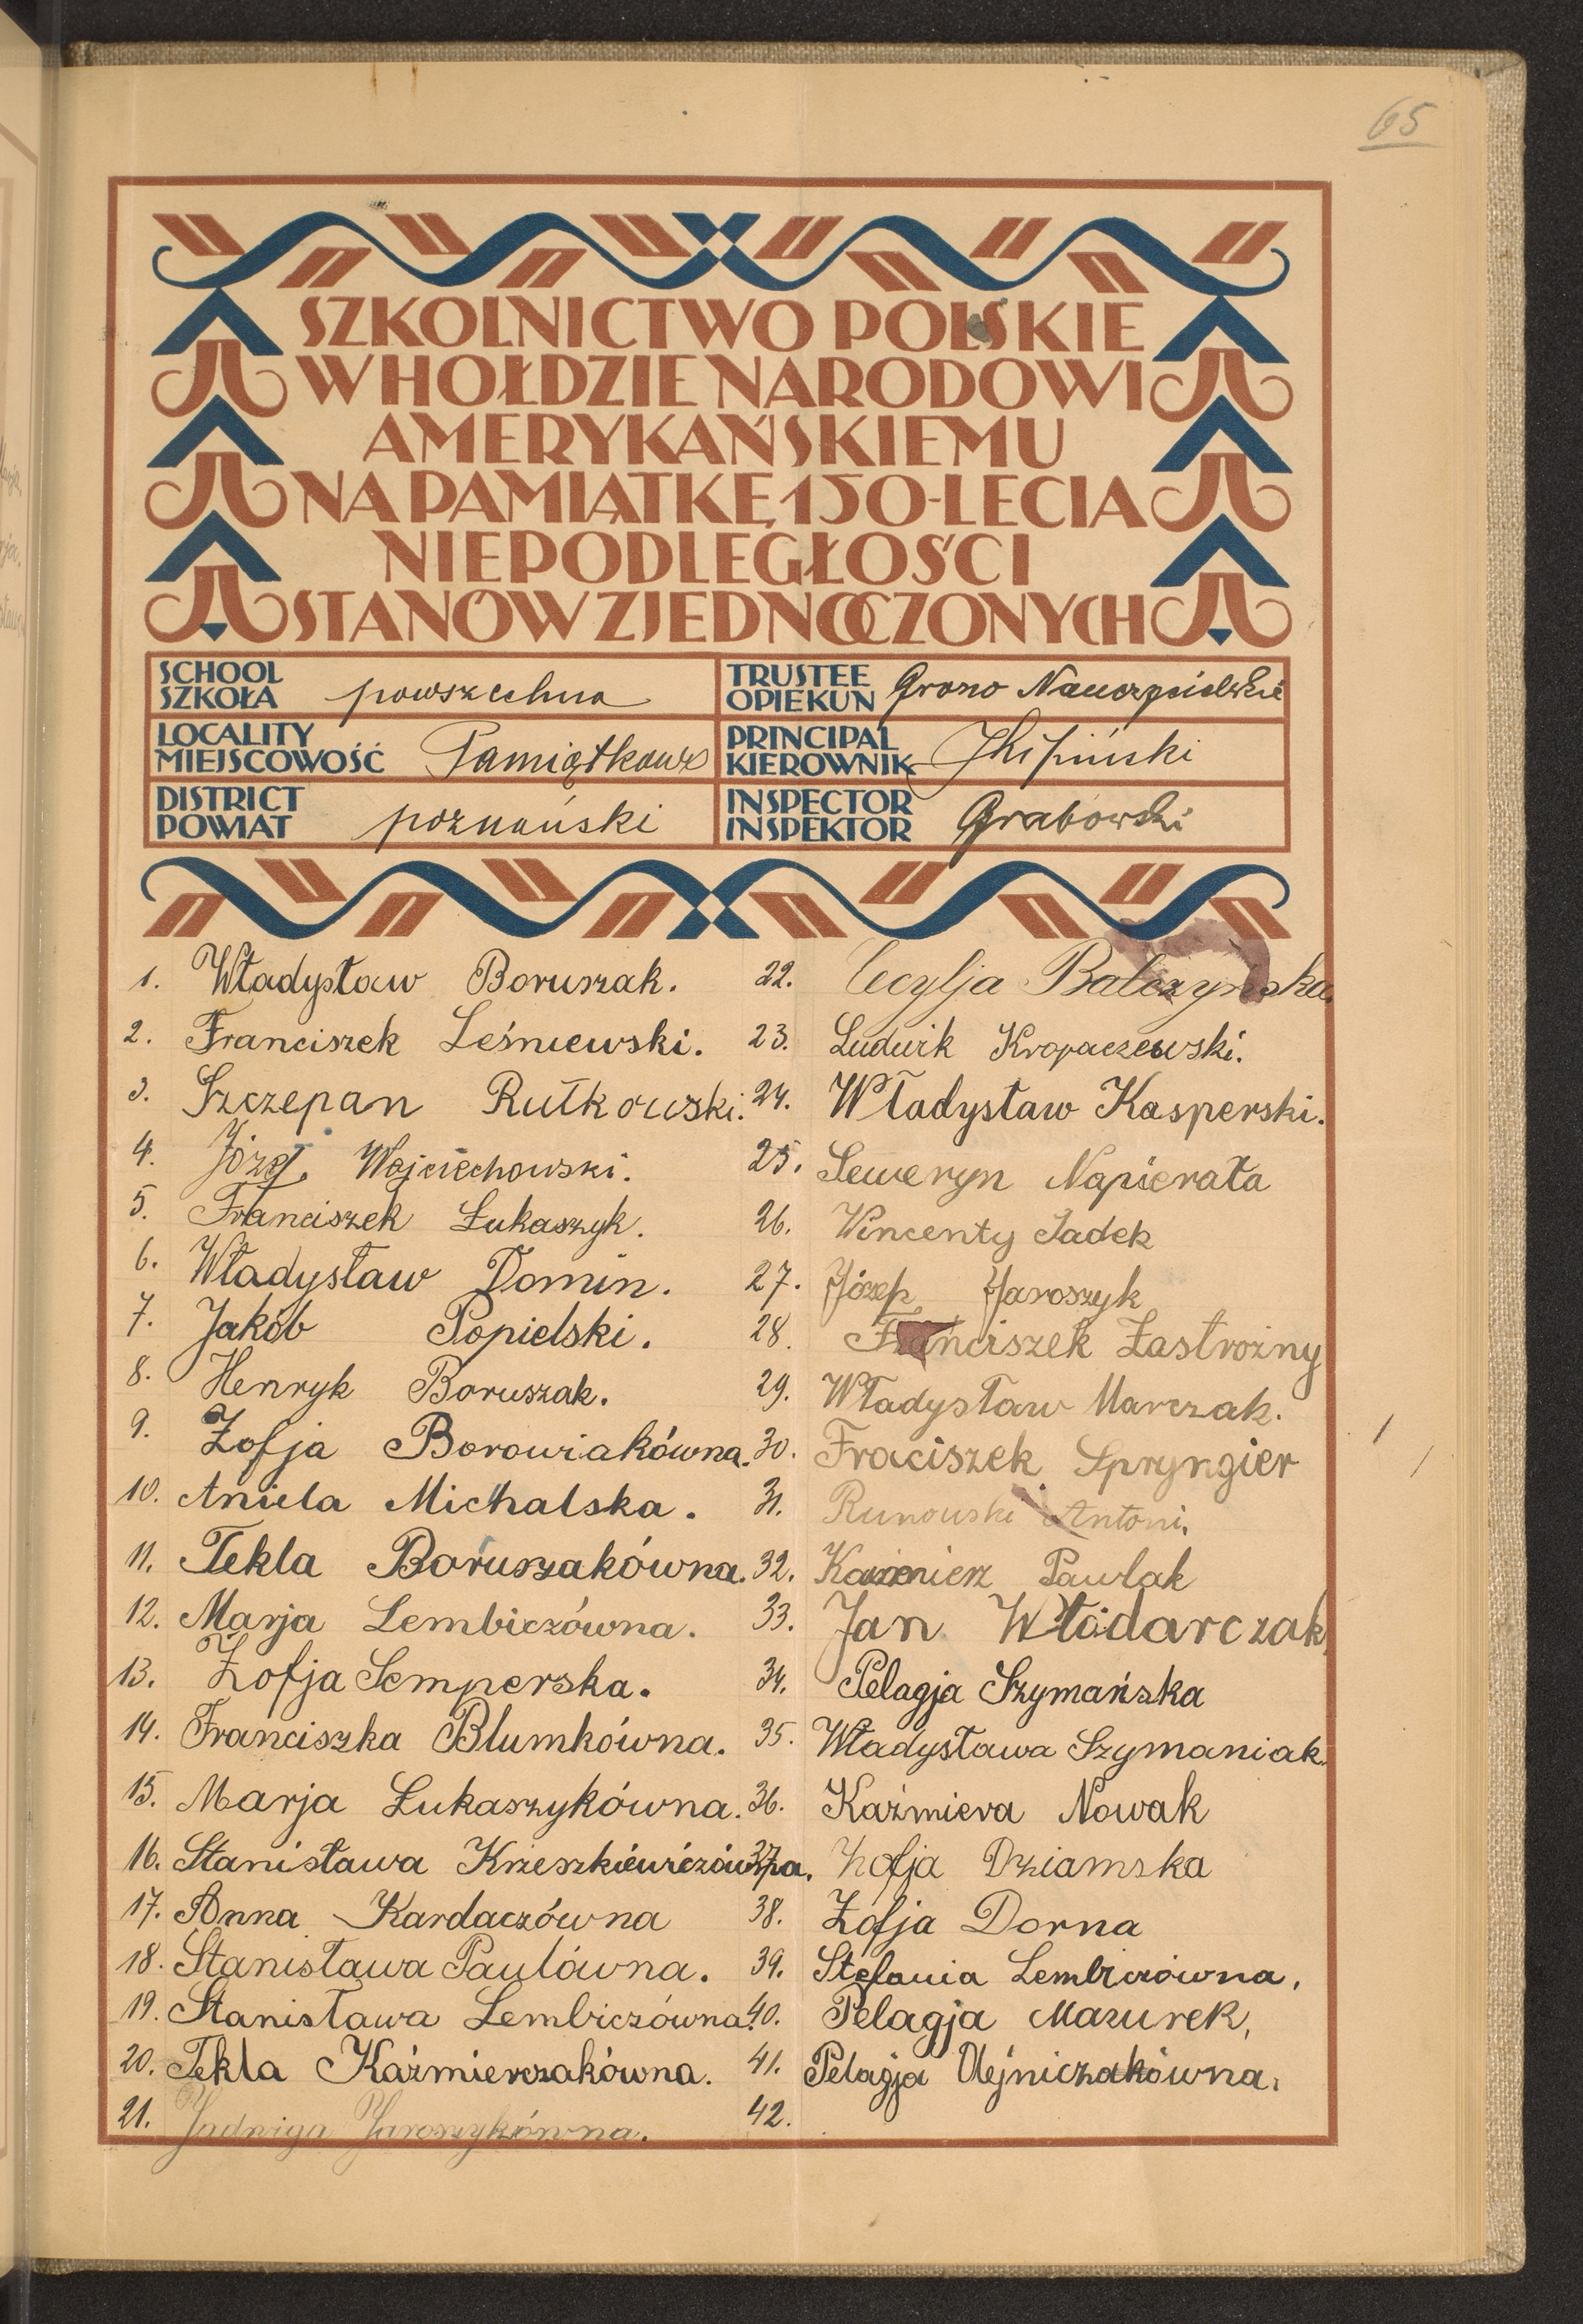 65
SZKOLNICTWO POLSKIE
W HOŁDZIE NARODOWI
AMERYKAŃSKIEMU
NA PAMIĄTKĘ 150-LECIA
NIEPODLEGŁOŚCI
STANÓW ZJEDNOCZONYCH
SCHOOL
SZKOŁA powszechna
TRUSTEE
OPIEKUN Grono Nauczycielskie
LOCALITY
MIEJSCOWOŚĆ Pamiątkowo
PRINCIPAL
KIEROWNIK
DISTRICT
POWIAT poznański
INSPECTOR
INSPEKTOR Grabowski
1. Władysław Boruszak.
2. Franciszek Leśniewski.
3. Szczepan Rutkowski.
4. Józef Wojciechowski.
5. Franciszek Łukaszyk.
6. Władysław Domin.
7. Jakób Popielski.
8. Henryk Boruszak.
9. Zofja Borowiakówna.
10. Aniela Michalska.
11. Tekla Boruszakówna.
12. Marja Lembiczówna.
13. Zofja Semperska.
14. Franciszka Blumkówna.
15. Marja Łukaszykówna.
16. Stanisława Krzeszkiewiczówna.
17. Anna Kardaczówna
18. Stanisława Paulówna.
19. Stanisława Lembiczówna.
20. Tekla Kaźmierczakówna.
21. Jadwiga Jaroszykówna.
22. Cecylja Balczyńska.
23. Ludwik Kropaczewski.
24. Władysław Kasperski.
25. Seweryn Napierała
26. Wincenty Sadek
27. Józep Jaroszyk
28. Franciszek Zastrożny
29. Władysław Marczak.
30. Fraciszek Spryngier
31. Runowski Antoni.
32. Pawlak
33. Jan Włodarczak
34. Pelagja Szymańska
35. Władysława Szymaniak.
36. Kaźmiera Nowak
37. Zofja Dziamska
38. Zofja Dorna
39. Stefania Lembiczówna.
40. Pelagja Mazurek,
41. Pelagja Olejniczakówna.
42.